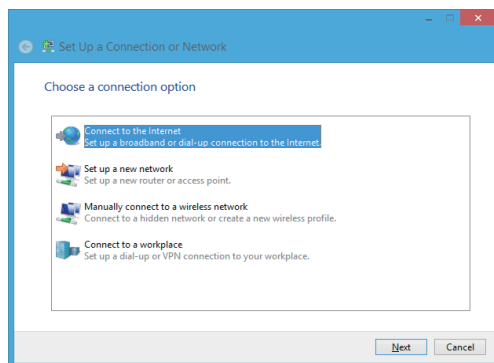 Set Up a Connection or Network
Choose a connection option
Connect to the Internet
Set up a broadband or dial-up connection to the Internet.
Set up a new network
Set up a new router or access point.
Manually connect to a wireless network
Connect to a hidden network or create a new wireless profile.
Connect to a workplace
Set up a dial-up or VPN connection to your workplace.
Next Cancel